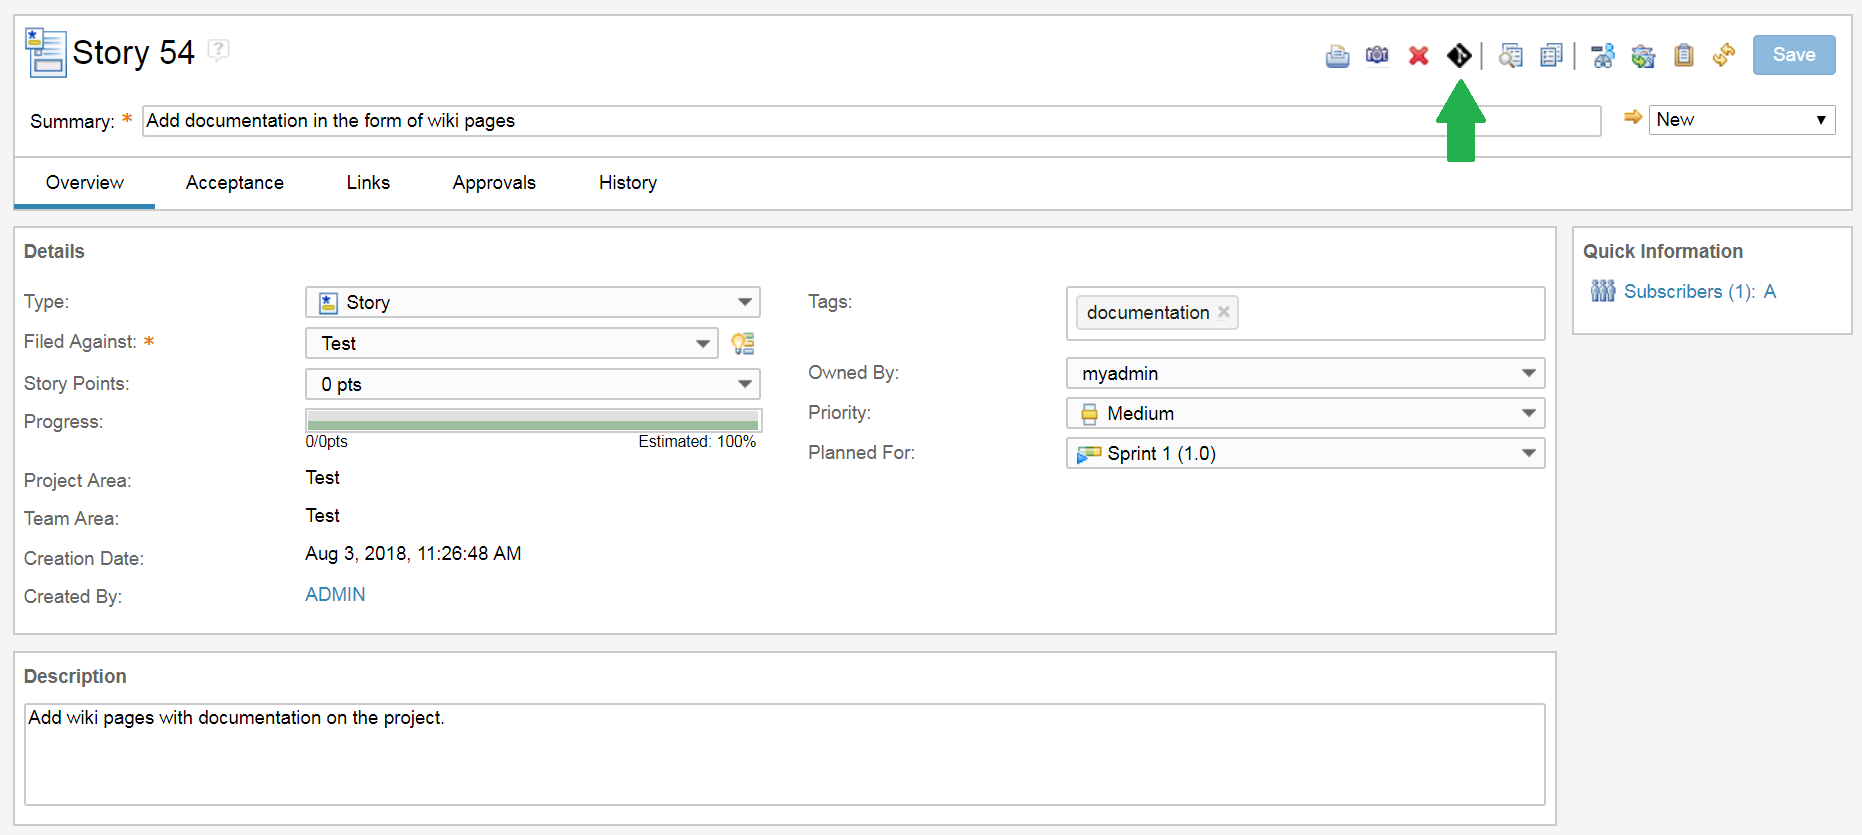 Story 54 ?
Save
Summary: * Add documentation in the form of wiki pages
New
Overview Acceptance Links Approvals History
Details
Type: Story
Filed Against: * Test
Story Points: 0 pts
Progress:
0/0pts Estimated: 100%
Project Area: Test
Team Area: Test
Creation Date: Aug 3, 2018, 11:26:48 AM
Created By: ADMIN
Tags: documentation
Owned By: myadmin
Priority: Medium
Planned For: Sprint 1 (1.0)
Quick Information
Subscribers (1): A
Description
Add wiki pages with documentation on the project.